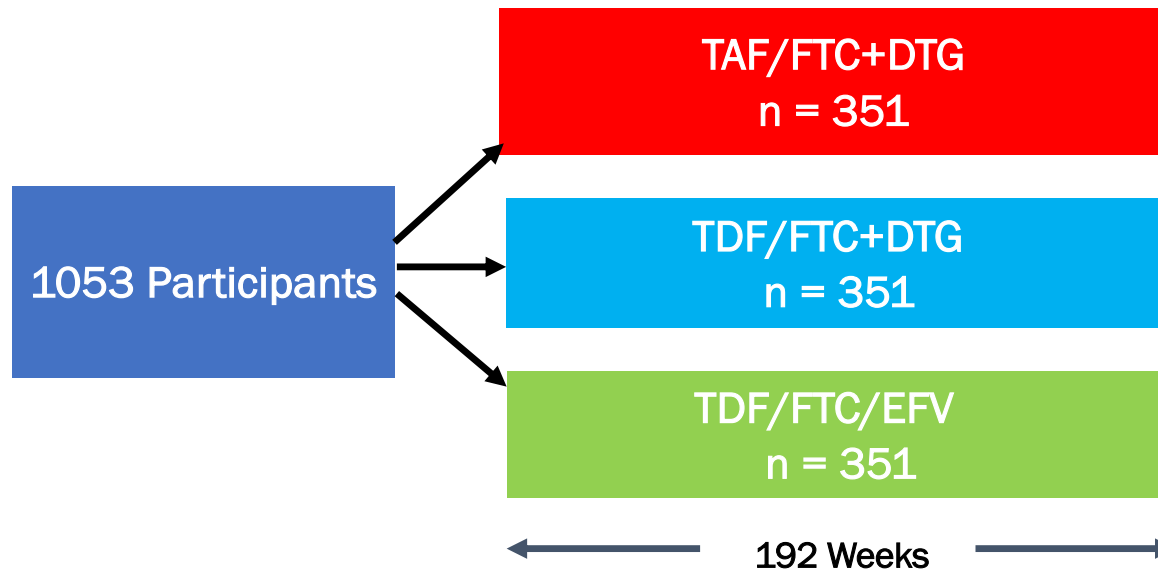 TAF/FTC+DTG
n = 351
1053 Participants
TDF/FTC+DTG
n = 351
TDF/FTC/EFV
n = 351
192 Weeks